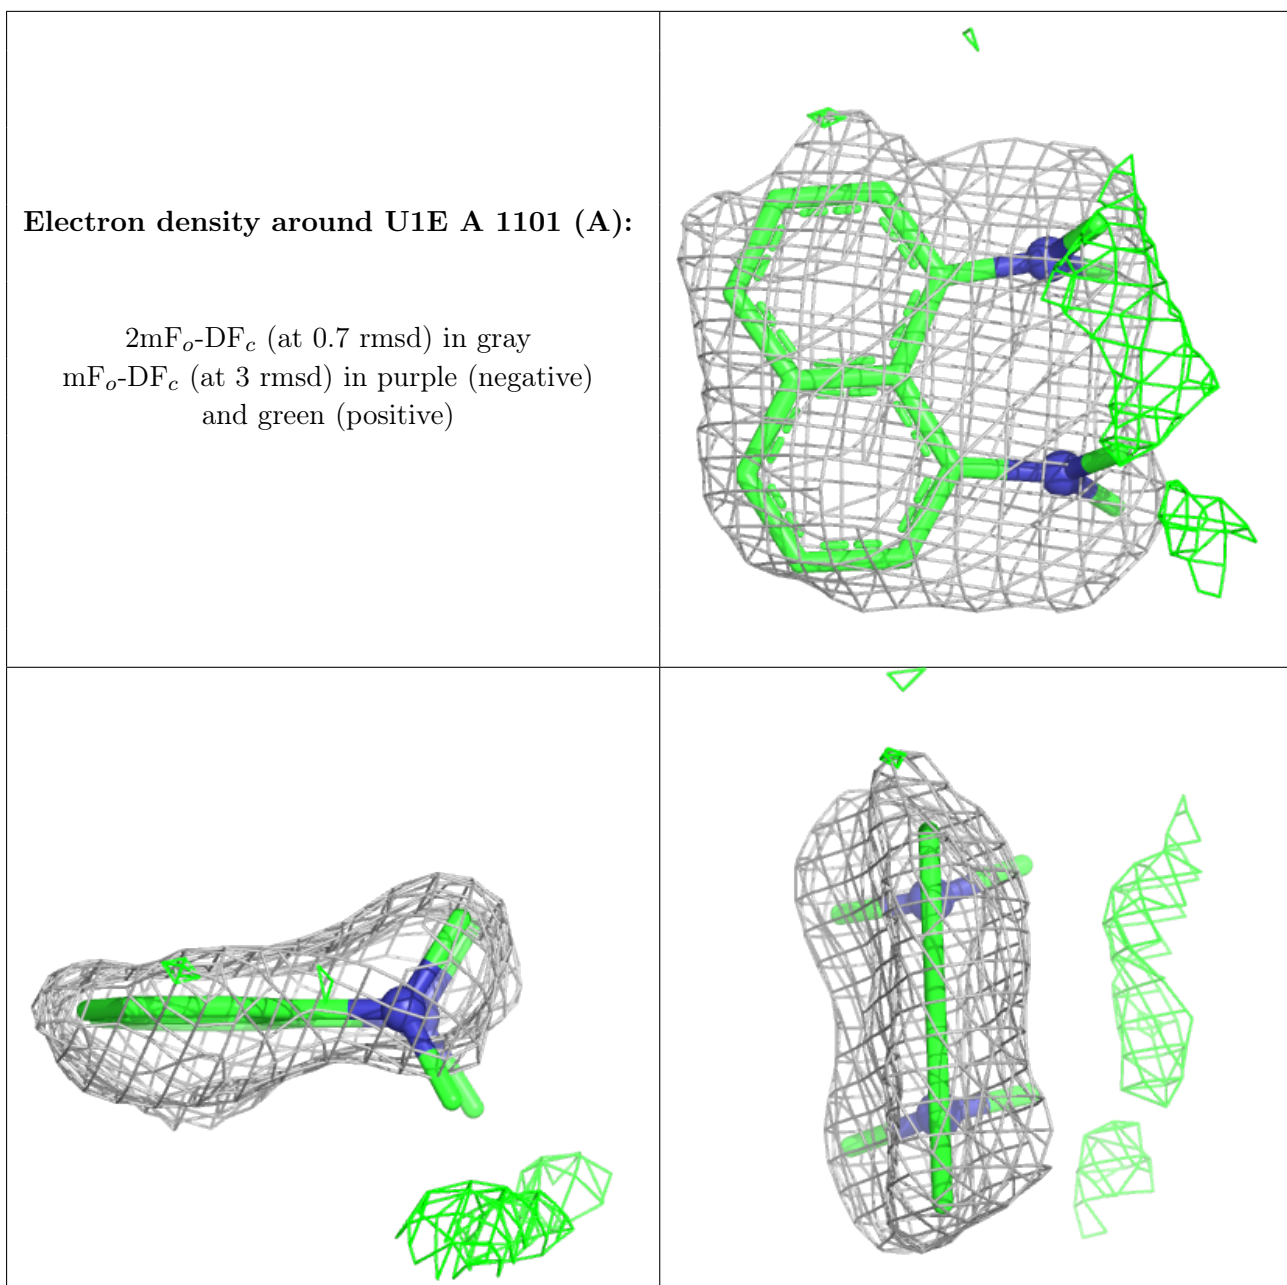 Electron density around U1E A 1101 (A):
2mFo-DFc (at 0.7 rmsd) in gray
mFo-DFc (at 3 rmsd) in purple (negative)
and green (positive)